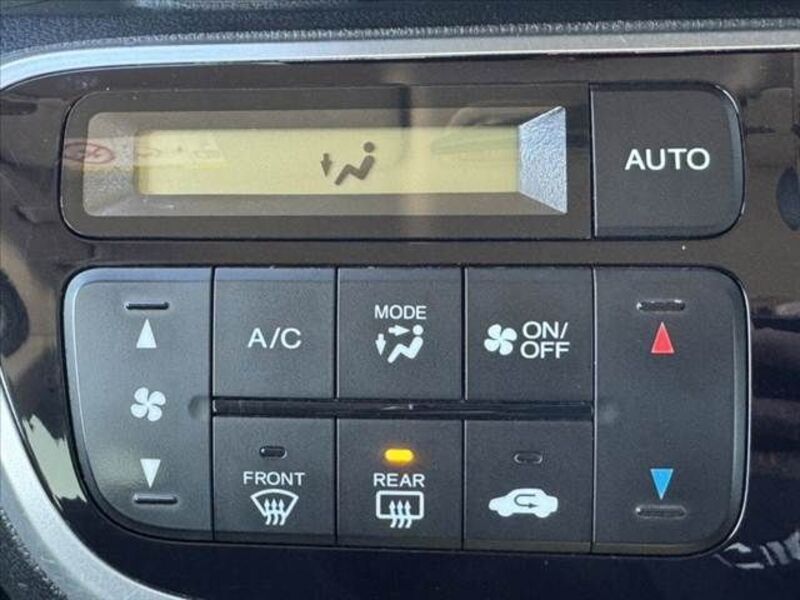 AUTO
MODE
A/C
ON/
OFF
FRONT
REAR